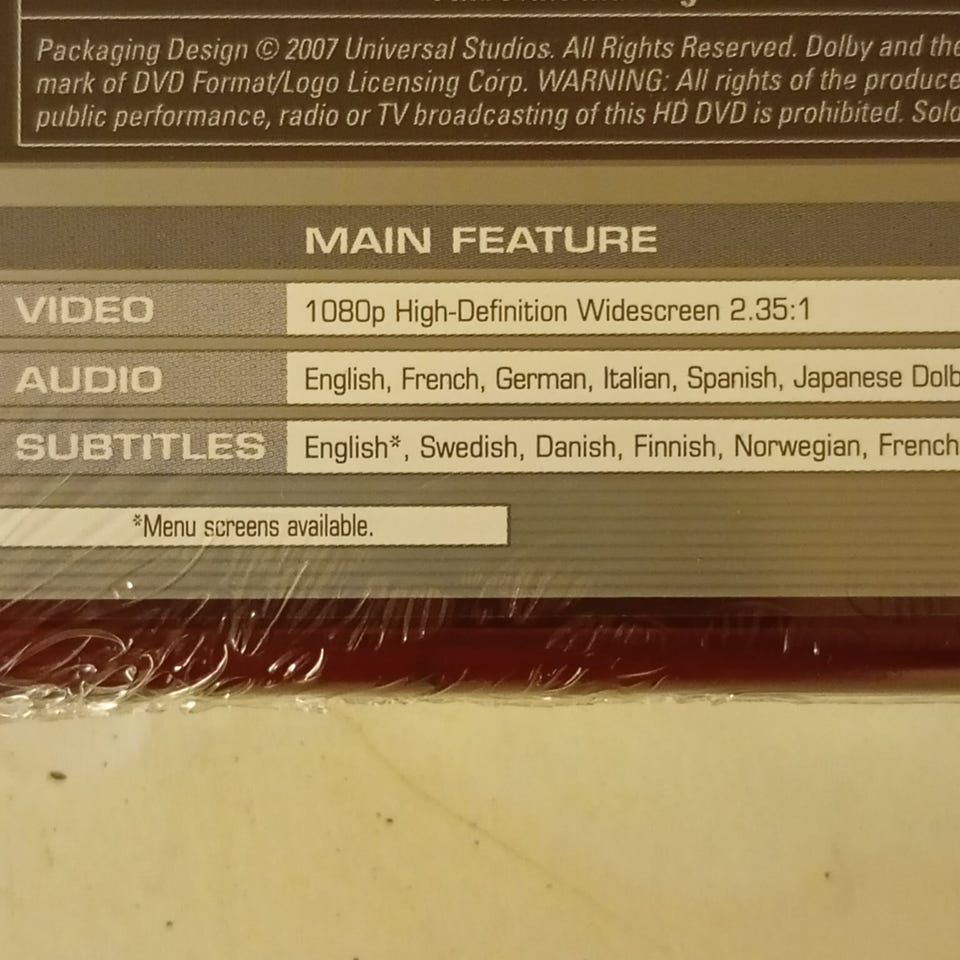 Packaging Design © 2007 Universal Studios. All Rights Reserved. Dolby and the
mark of DVD Format/Logo Licensing Corp. WARNING: All rights of the produce
public performance, radio or TV broadcasting of this HD DVD is prohibited. Sold
MAIN FEATURE
VIDEO 1080p High-Definition Widescreen 2.35:1
AUDIO English, French, German, Italian, Spanish, Japanese Dolb
SUBTITLES English*, Swedish, Danish, Finnish, Norwegian, French
*Menu screens available.